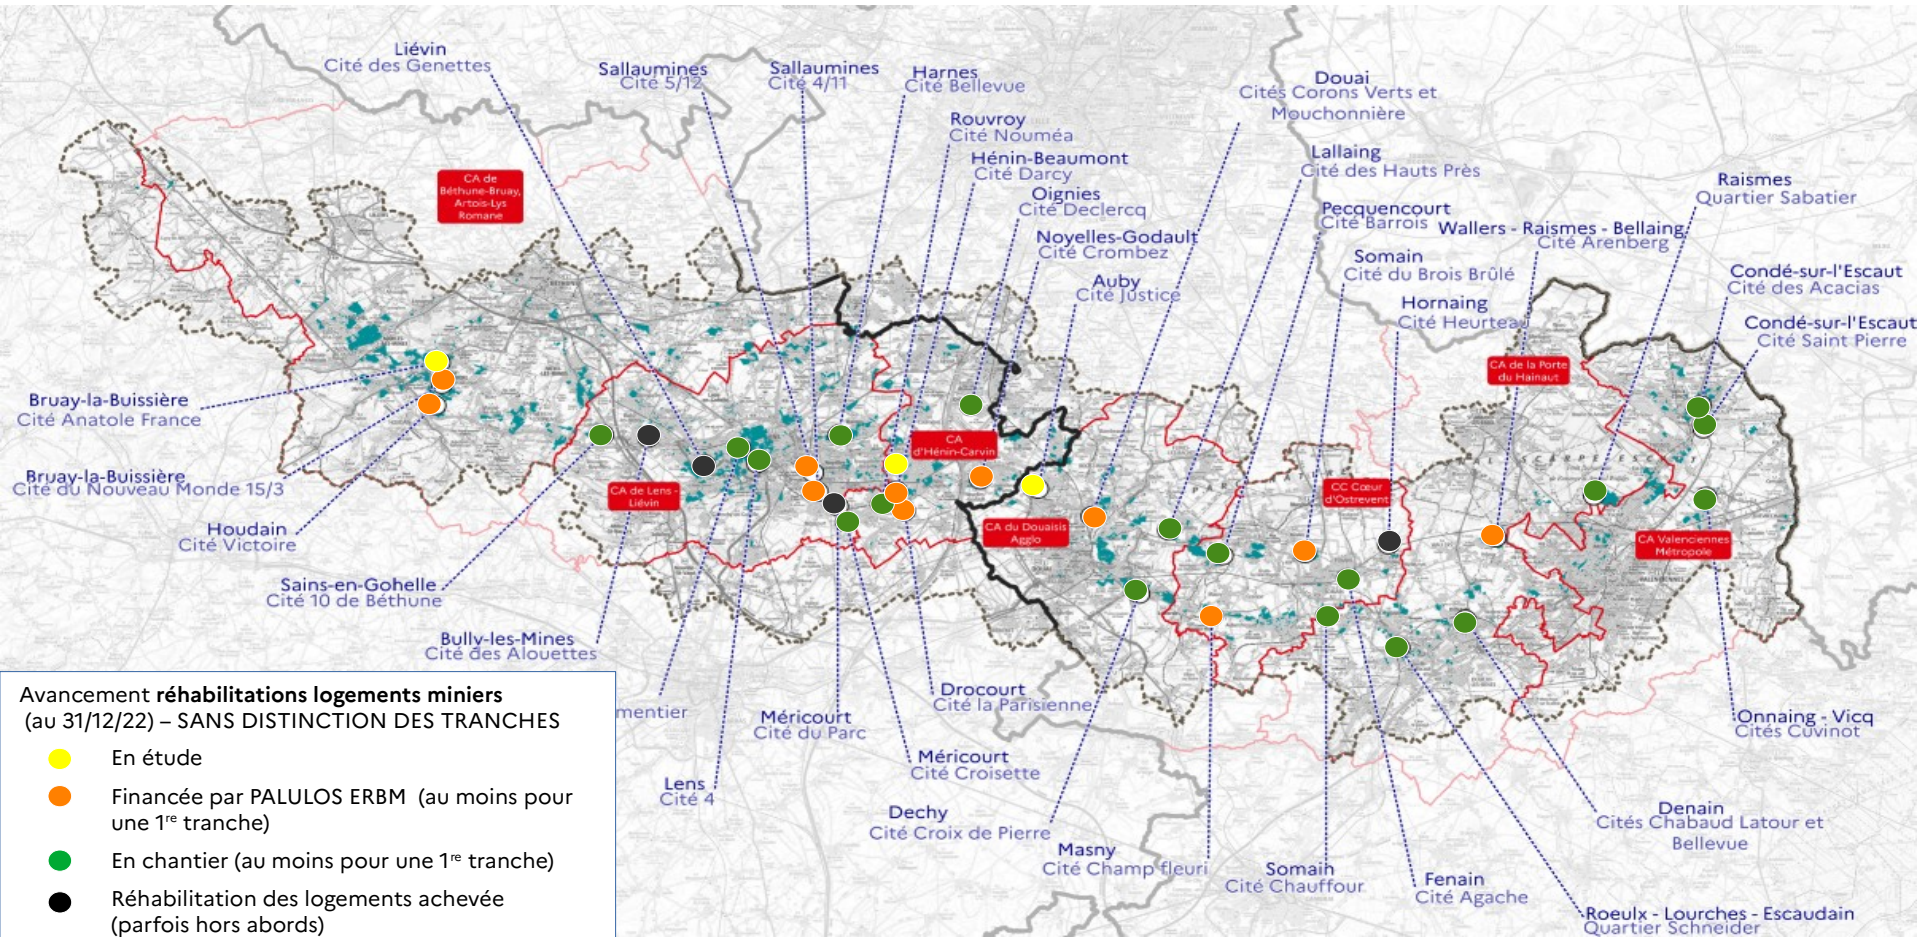 Liévin
Cité des Genettes
Sallaumines
Cité 5/12
Sallaumines
Cité 4/11
Harnes
Cité Bellevue
Rouvroy
Cité Nouméa
Hénin-Beaumont
Cité Darcy
Oignies
Cité Declercq
Noyelles-Godault
Cité Crombez
Auby
Cité Justice
Douai
Cités Corons Verts et
Mouchonnière
Lallaing
Cité des Hauts Près
Pecquencourt
Cité Barrois
Wallers - Raismes - Bellaing
Cité Arenberg
Somain
Cité du Brois Brûlé
Hornaing
Cité Heurteau
Raismes
Quartier Sabatier
Condé-sur-l'Escaut
Cité des Acacias
Condé-sur-l'Escaut
Cité Saint Pierre
CA de
Béthune-Bruay,
Artois-Lys
Romane
CA de la Porte
du Hainaut
CA
d'Hénin-Carvin
CA de Lens -
Liévin
CC Cœur
d'Ostrevent
CA du Douaisis
Agglo
CA Valenciennes
Métropole
Bruay-la-Buissière
Cité Anatole France
Bruay-la-Buissière
Cité du Nouveau Monde 15/3
Houdain
Cité Victoire
Sains-en-Gohelle
Cité 10 de Béthune
Bully-les-Mines
Cité des Alouettes
mentier
Lens
Cité 4
Méricourt
Cité du Parc
Drocourt
Cité la Parisienne
Méricourt
Cité Croisette
Dechy
Cité Croix de Pierre
Masny
Cité Champ fleuri
Somain
Cité Chauffour
Fenain
Cité Agache
Roeulx - Lourches - Escaudain
Quartier Schneider
Denain
Cités Chabaud Latour et
Bellevue
Onnaing - Vicq
Cités Cuvinot
Avancement réhabilitations logements miniers
(au 31/12/22) – SANS DISTINCTION DES TRANCHES
En étude
Financée par PALULOS ERBM (au moins pour
une 1re tranche)
En chantier (au moins pour une 1re tranche)
Réhabilitation des logements achevée
(parfois hors abords)